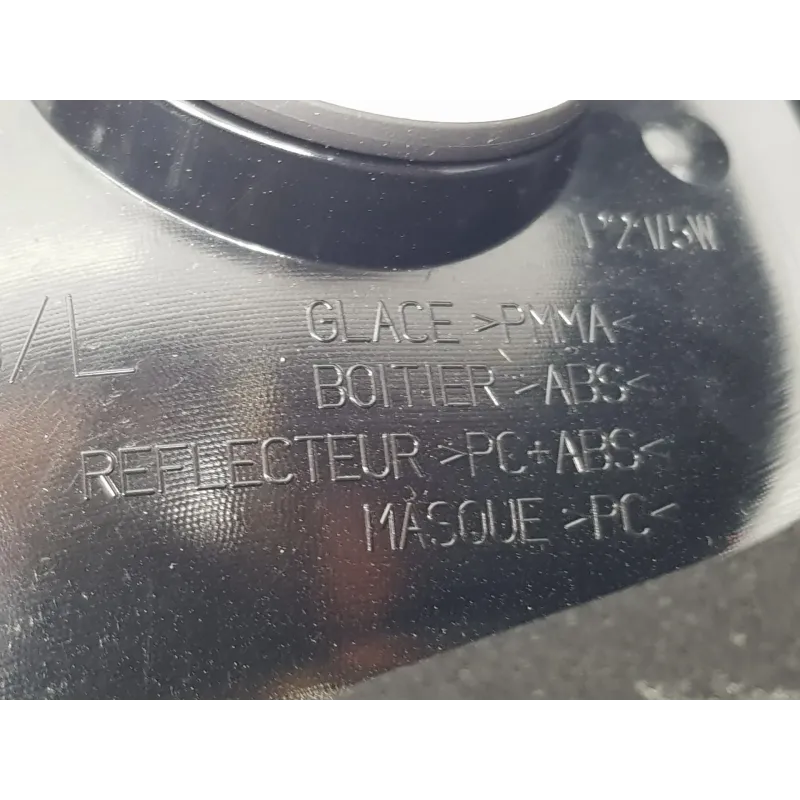 P21/5W
GLACE >PMMA<
/L
BOITIER >ABS<
REFLECTEUR >PC+ABS<
MASQUE >PC<